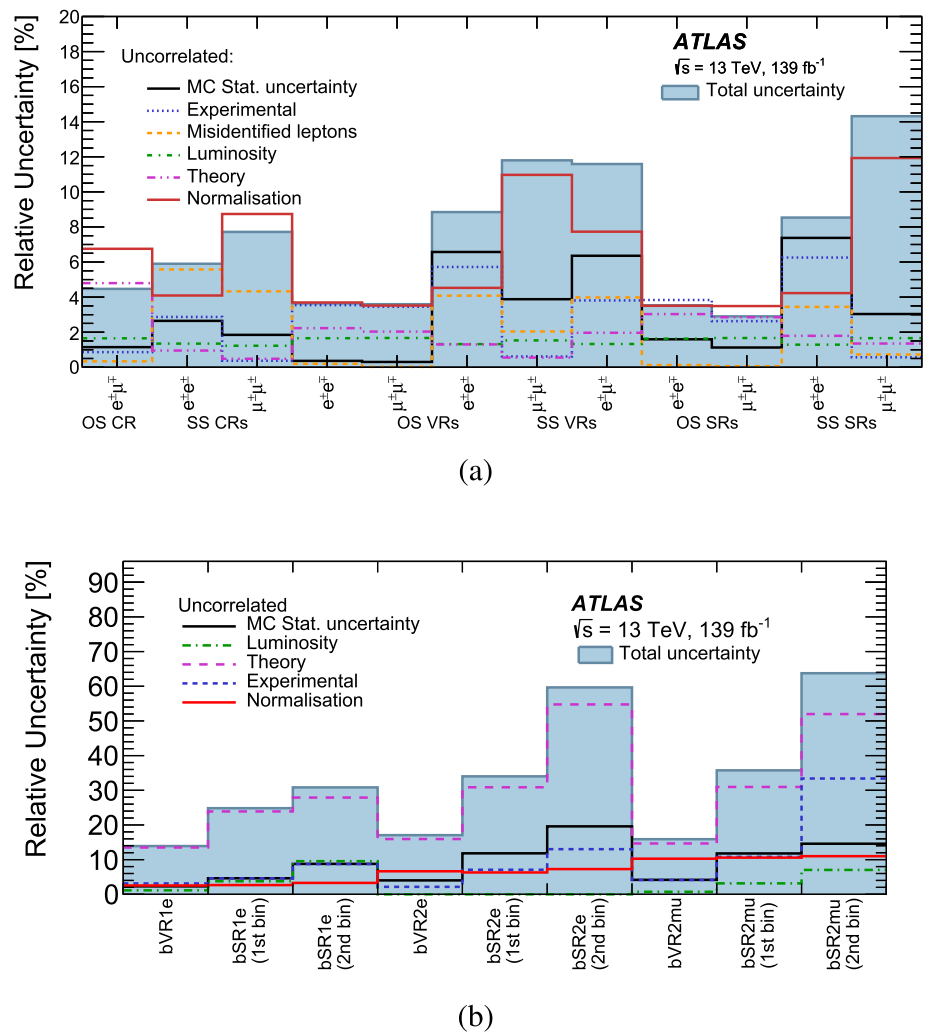 Relative Uncertainty [%]
20
18
16
14
12
10
8
6
4
2
0
Uncorrelated:
MC Stat. uncertainty
Experimental
Misidentified leptons
Luminosity
Theory
Normalisation
ATLAS
√s = 13 TeV, 139 fb⁻¹
Total uncertainty
e±μ∓ e±e± μ±μ± e±e∓ μ±μ∓ e±e± μ±μ± e±μ± e±e∓ μ±μ∓ e±e± μ±μ±
OS CR SS CRs OS VRs SS VRs OS SRs SS SRs
(a)
Relative Uncertainty [%]
90
80
70
60
50
40
30
20
10
0
Uncorrelated
MC Stat. uncertainty
Luminosity
Theory
Experimental
Normalisation
ATLAS
√s = 13 TeV, 139 fb⁻¹
Total uncertainty
bVR1e
bSR1e
(1st bin)
bSR1e
(2nd bin)
bVR2e
bSR2e
(1st bin)
bSR2e
(2nd bin)
bVR2mu
bSR2mu
(1st bin)
bSR2mu
(2nd bin)
(b)